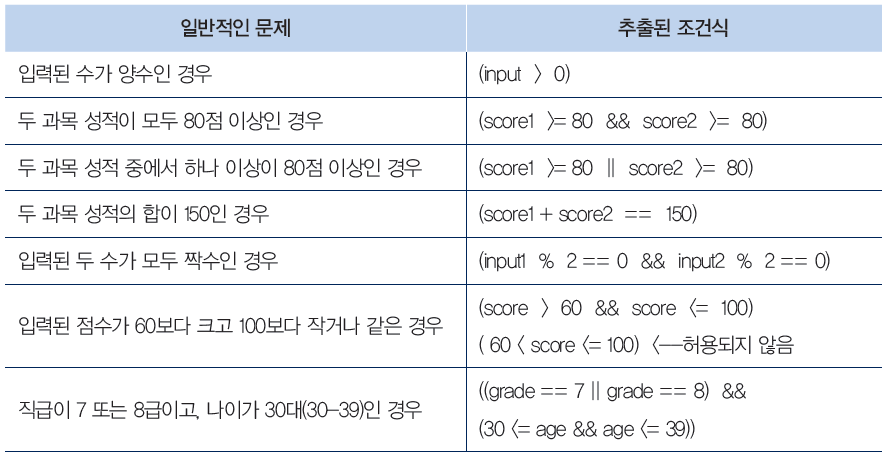 일반적인 문제
추출된 조건식
입력된 수가 양수인 경우
(input > 0)
두 과목 성적이 모두 80점 이상인 경우
(score1 >= 80 && score2 >= 80)
두 과목 성적 중에서 하나 이상이 80점 이상인 경우
(score1 >= 80 || score2 >= 80)
두 과목 성적의 합이 150인 경우
(score1 + score2 == 150)
입력된 두 수가 모두 짝수인 경우
(input1 % 2 == 0 && input2 % 2 == 0)
입력된 점수가 60보다 크고 100보다 작거나 같은 경우
(score > 60 && score <= 100)
( 60 < score <= 100) <—허용되지 않음
직급이 7 또는 8급이고, 나이가 30대(30-39)인 경우
((grade == 7 || grade == 8) &&
(30 <= age && age <= 39))